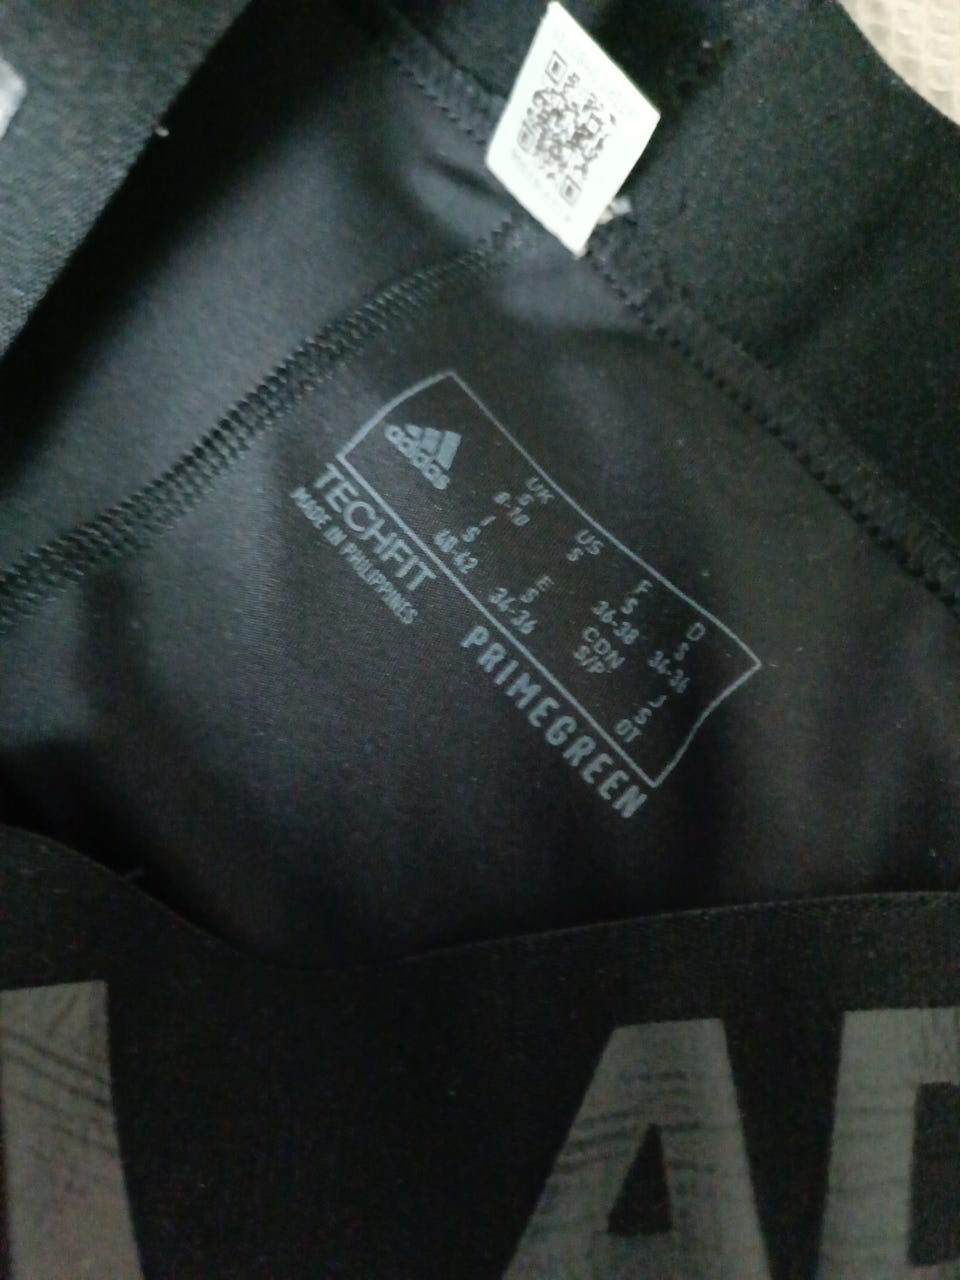 adidas
UK US F D
S S S S
8-10 36-38 34-36
I E CDN J
S S S/P S
40-42 34-36 OT
TECHFIT PRIMEGREEN
MADE IN PHILIPPINES